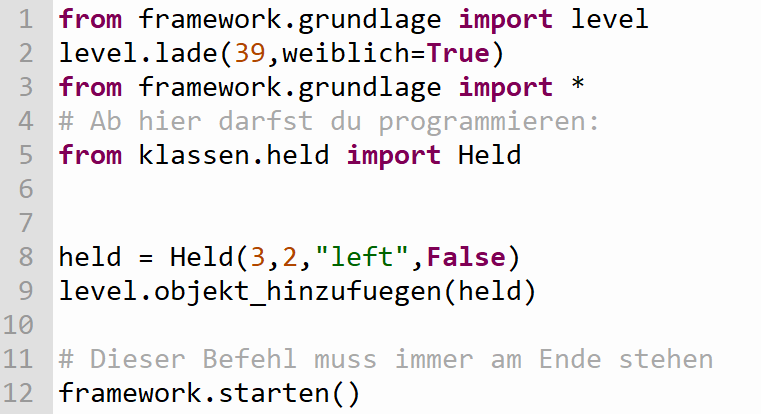 1 from framework.grundlage import level
2 level.lade(39,weiblich=True)
3 from framework.grundlage import *
4 # Ab hier darfst du programmieren:
5 from klassen.held import Held
6
7
8 held = Held(3,2,"left",False)
9 level.objekt_hinzufuegen(held)
10
11 # Dieser Befehl muss immer am Ende stehen
12 framework.starten()